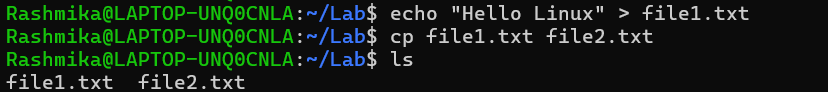 Rashmika@LAPTOP-UNQ0CNLA:~/Lab$ echo "Hello Linux" > file1.txt
Rashmika@LAPTOP-UNQ0CNLA:~/Lab$ cp file1.txt file2.txt
Rashmika@LAPTOP-UNQ0CNLA:~/Lab$ ls
file1.txt  file2.txt